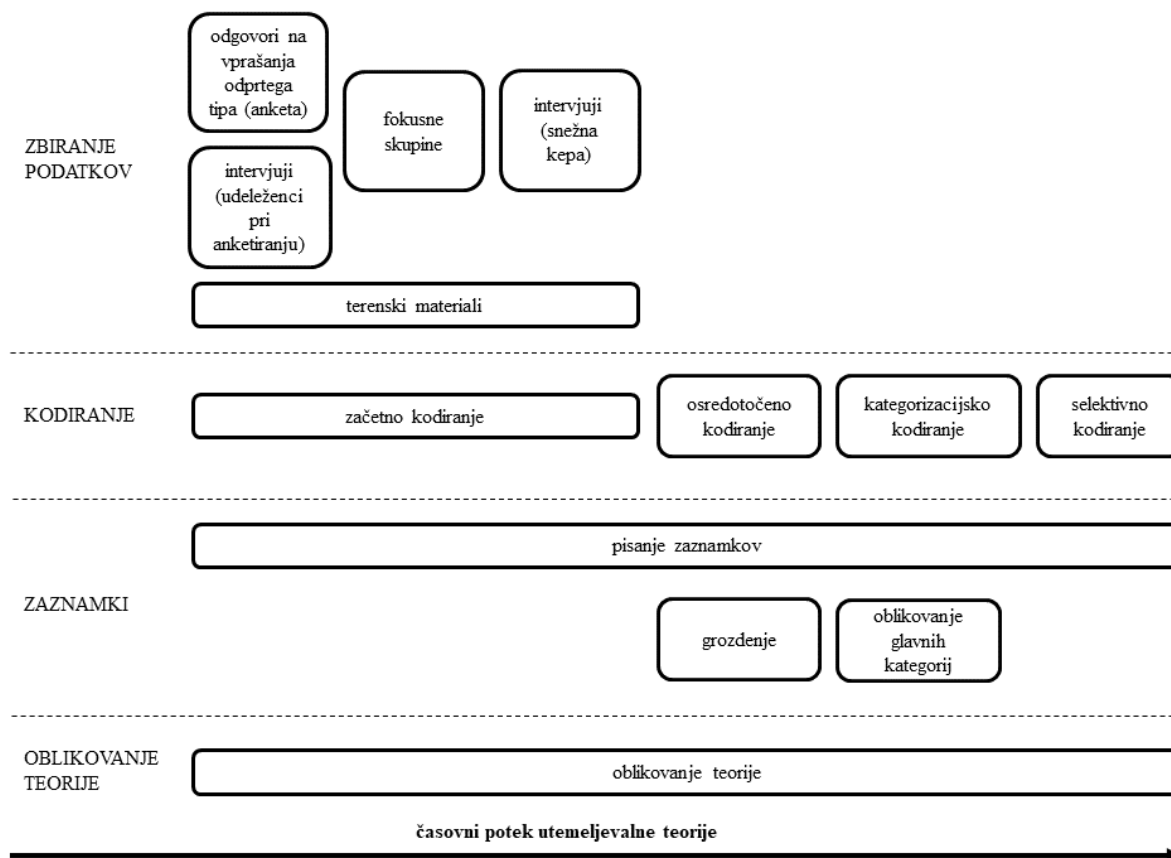 ZBIRANJE
PODATKOV
odgovori na
vprašanja
odprtega
tipa (anketa)
intervjuji
(udeleženci
pri
anketiranju)
fokusne
skupine
intervjuji
(snežna
kepa)
terenski materiali
KODIRANJE
začetno kodiranje
osredotočeno
kodiranje
kategorizacijsko
kodiranje
selektivno
kodiranje
ZAZNAMKI
pisanje zaznamkov
grozdenje
oblikovanje
glavnih
kategorij
OBLIKOVANJE
TEORIJE
oblikovanje teorije
časovni potek utemeljevalne teorije